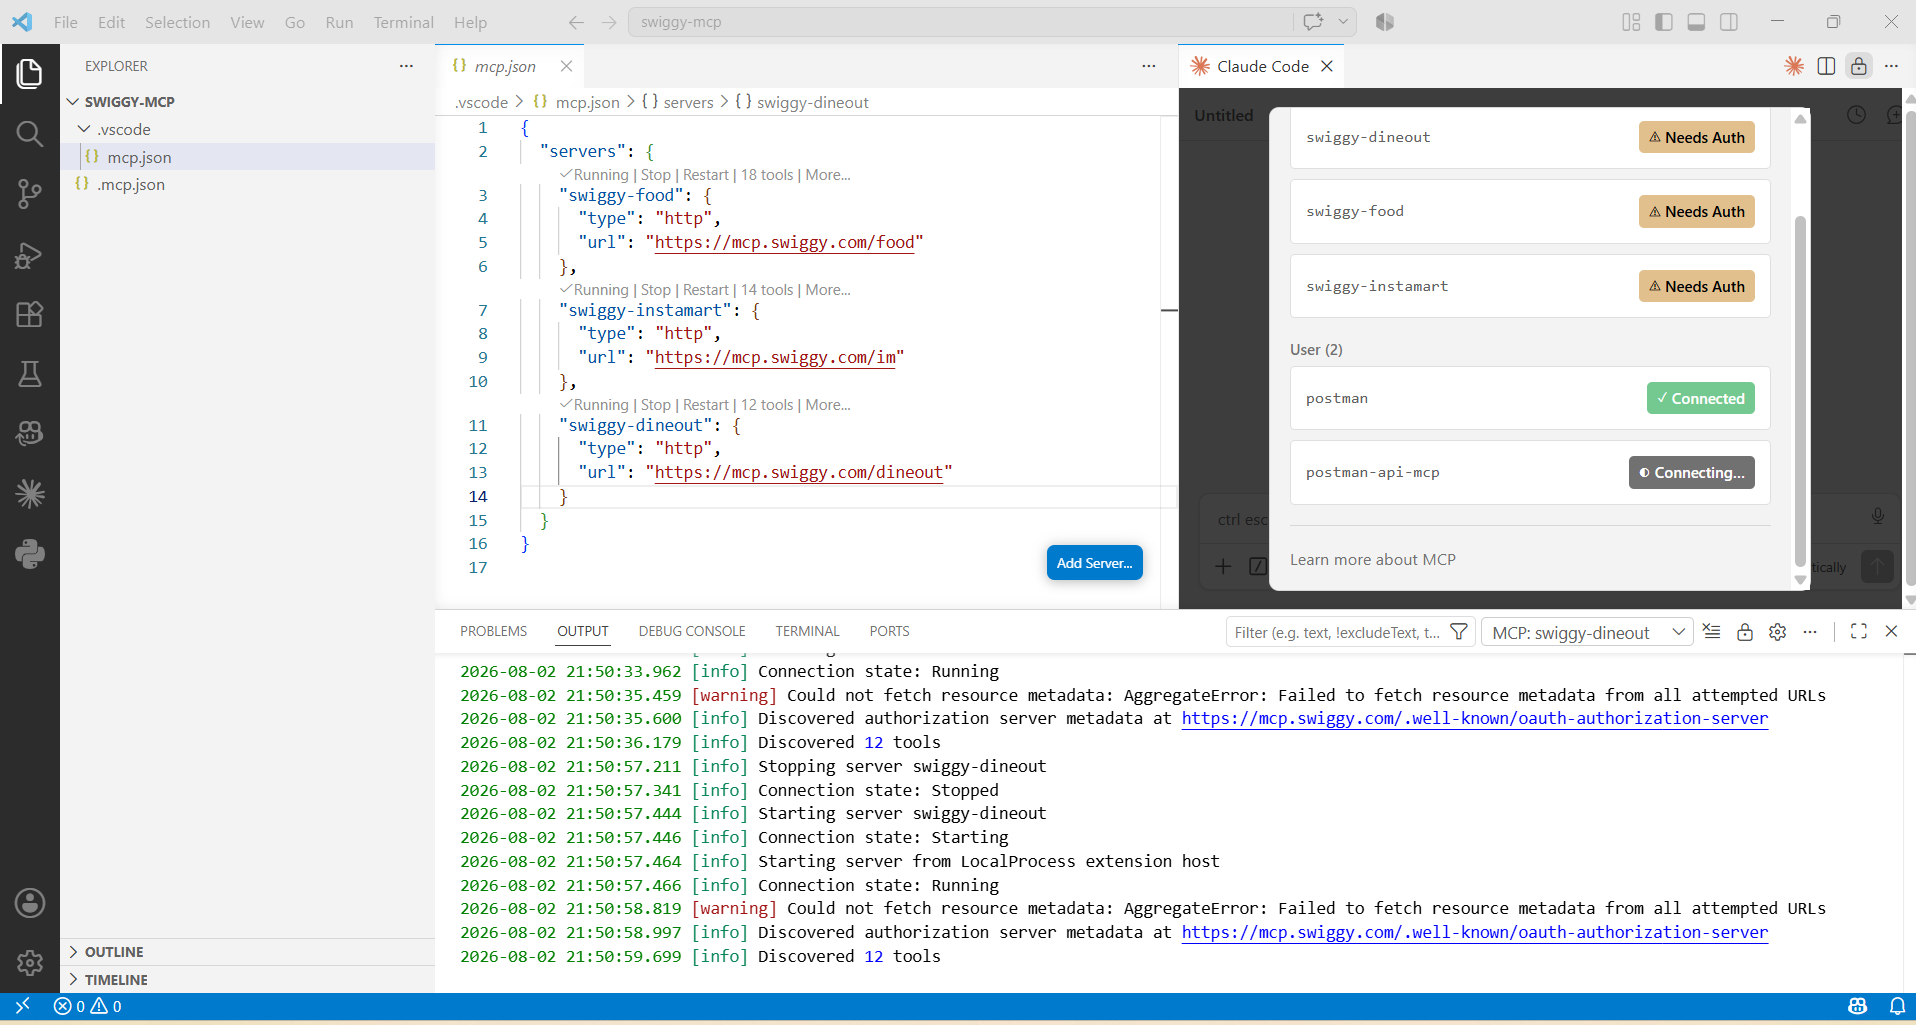 File Edit Selection View Go Run Terminal Help
swiggy-mcp
EXPLORER
SWIGGY-MCP
.vscode
{} mcp.json
{} .mcp.json
OUTLINE
TIMELINE
{} mcp.json
.vscode > {} mcp.json > {} servers > {} swiggy-dineout
1 {
2 "servers": {
✓Running | Stop | Restart | 18 tools | More...
3 "swiggy-food": {
4 "type": "http",
5 "url": "https://mcp.swiggy.com/food"
6 },
✓Running | Stop | Restart | 14 tools | More...
7 "swiggy-instamart": {
8 "type": "http",
9 "url": "https://mcp.swiggy.com/im"
10 },
✓Running | Stop | Restart | 12 tools | More...
11 "swiggy-dineout": {
12 "type": "http",
13 "url": "https://mcp.swiggy.com/dineout"
14 }
15 }
16 }
17
Add Server...
Claude Code
Untitled
swiggy-dineout ⚠ Needs Auth
swiggy-food ⚠ Needs Auth
swiggy-instamart ⚠ Needs Auth
User (2)
postman ✓ Connected
postman-api-mcp Connecting...
Learn more about MCP
ctrl esc
tically
PROBLEMS OUTPUT DEBUG CONSOLE TERMINAL PORTS
Filter (e.g. text, !excludeText, t...
MCP: swiggy-dineout
2026-08-02 21:50:33.962 [info] Connection state: Running
2026-08-02 21:50:35.459 [warning] Could not fetch resource metadata: AggregateError: Failed to fetch resource metadata from all attempted URLs
2026-08-02 21:50:35.600 [info] Discovered authorization server metadata at https://mcp.swiggy.com/.well-known/oauth-authorization-server
2026-08-02 21:50:36.179 [info] Discovered 12 tools
2026-08-02 21:50:57.211 [info] Stopping server swiggy-dineout
2026-08-02 21:50:57.341 [info] Connection state: Stopped
2026-08-02 21:50:57.444 [info] Starting server swiggy-dineout
2026-08-02 21:50:57.446 [info] Connection state: Starting
2026-08-02 21:50:57.464 [info] Starting server from LocalProcess extension host
2026-08-02 21:50:57.466 [info] Connection state: Running
2026-08-02 21:50:58.819 [warning] Could not fetch resource metadata: AggregateError: Failed to fetch resource metadata from all attempted URLs
2026-08-02 21:50:58.997 [info] Discovered authorization server metadata at https://mcp.swiggy.com/.well-known/oauth-authorization-server
2026-08-02 21:50:59.699 [info] Discovered 12 tools
0 0